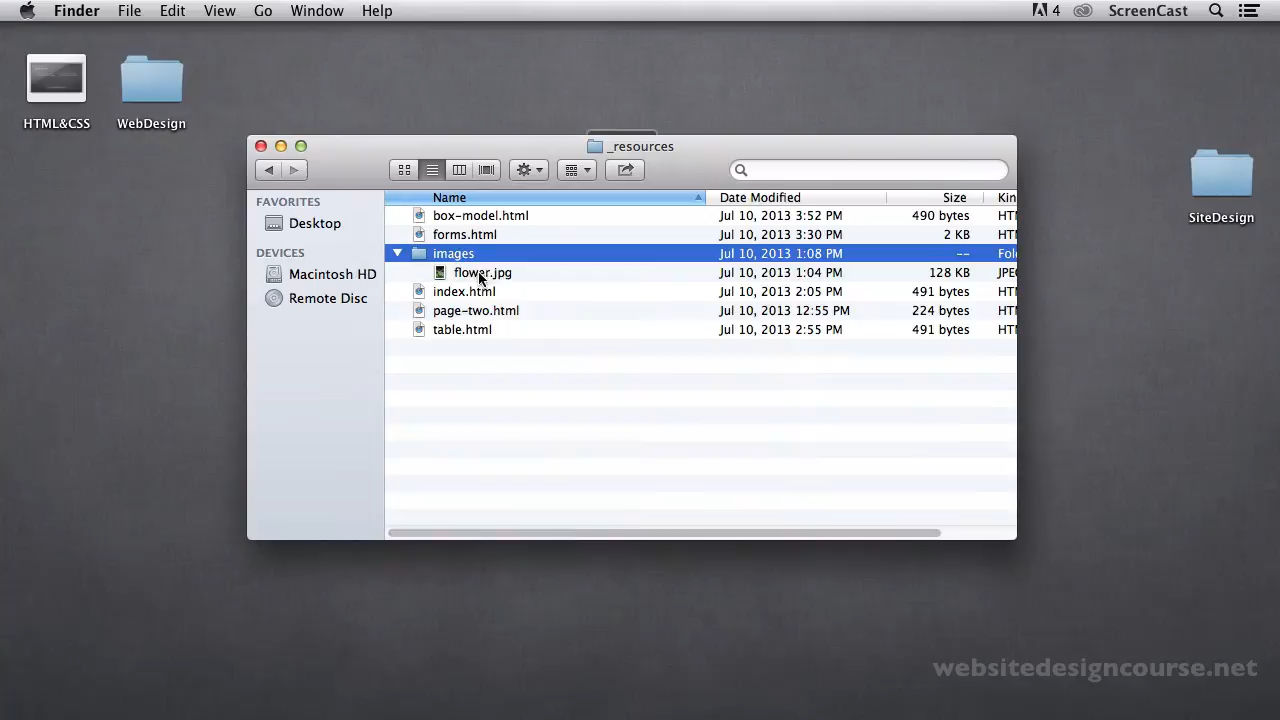 Finder File Edit View Go Window Help 4 ScreenCast
HTML&CSS
WebDesign
SiteDesign
_resources
FAVORITES
Desktop
DEVICES
Macintosh HD
Remote Disc
Name Date Modified Size Kin
box-model.html Jul 10, 2013 3:52 PM 490 bytes HTM
forms.html Jul 10, 2013 3:30 PM 2 KB HTM
images Jul 10, 2013 1:08 PM -- Fol
flower.jpg Jul 10, 2013 1:04 PM 128 KB JPE
index.html Jul 10, 2013 2:05 PM 491 bytes HTM
page-two.html Jul 10, 2013 12:55 PM 224 bytes HTM
table.html Jul 10, 2013 2:55 PM 491 bytes HTM
websitedesigncourse.net